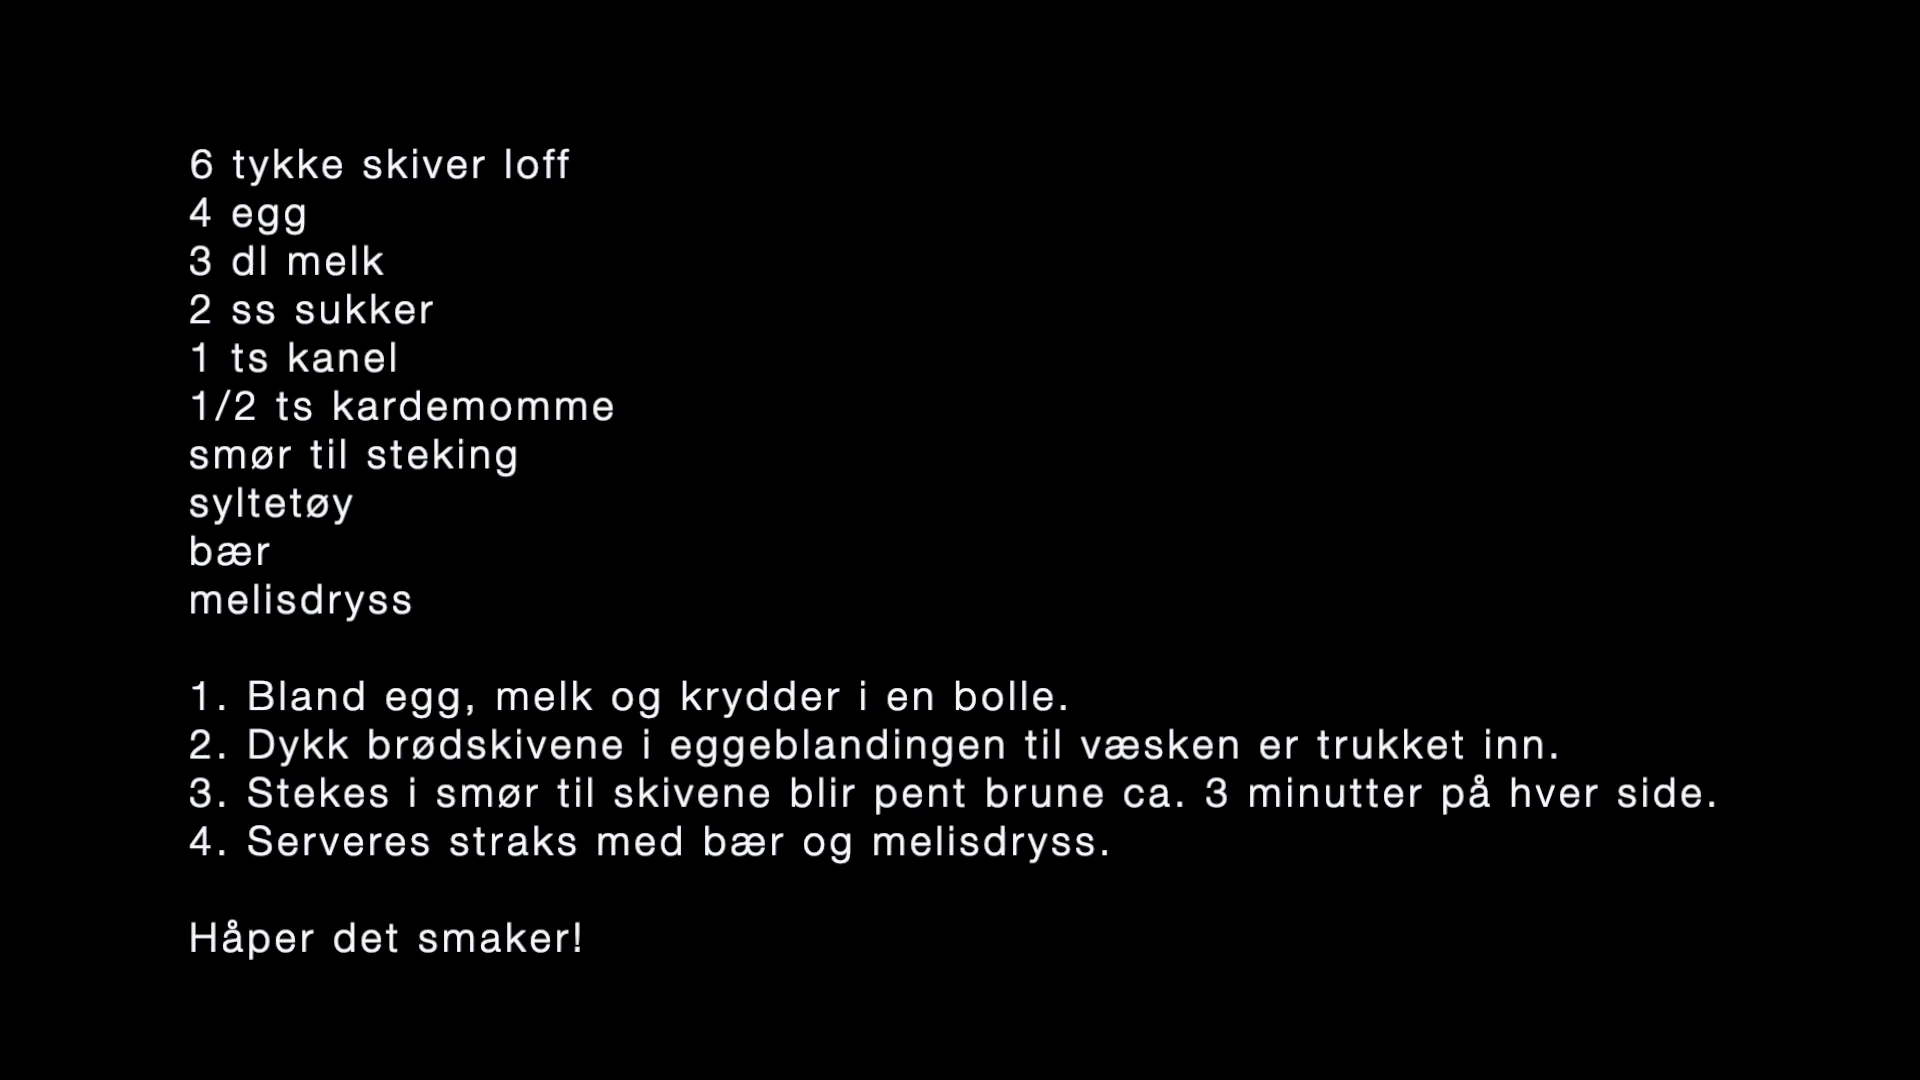 6 tykke skiver loff
4 egg
3 dl melk
2 ss sukker
1 ts kanel
1/2 ts kardemomme
smør til steking
syltetøy
bær
melisdryss
1. Bland egg, melk og krydder i en bolle.
2. Dykk brødskivene i eggeblandingen til væsken er trukket inn.
3. Stekes i smør til skivene blir pent brune ca. 3 minutter på hver side.
4. Serveres straks med bær og melisdryss.
Håper det smaker!